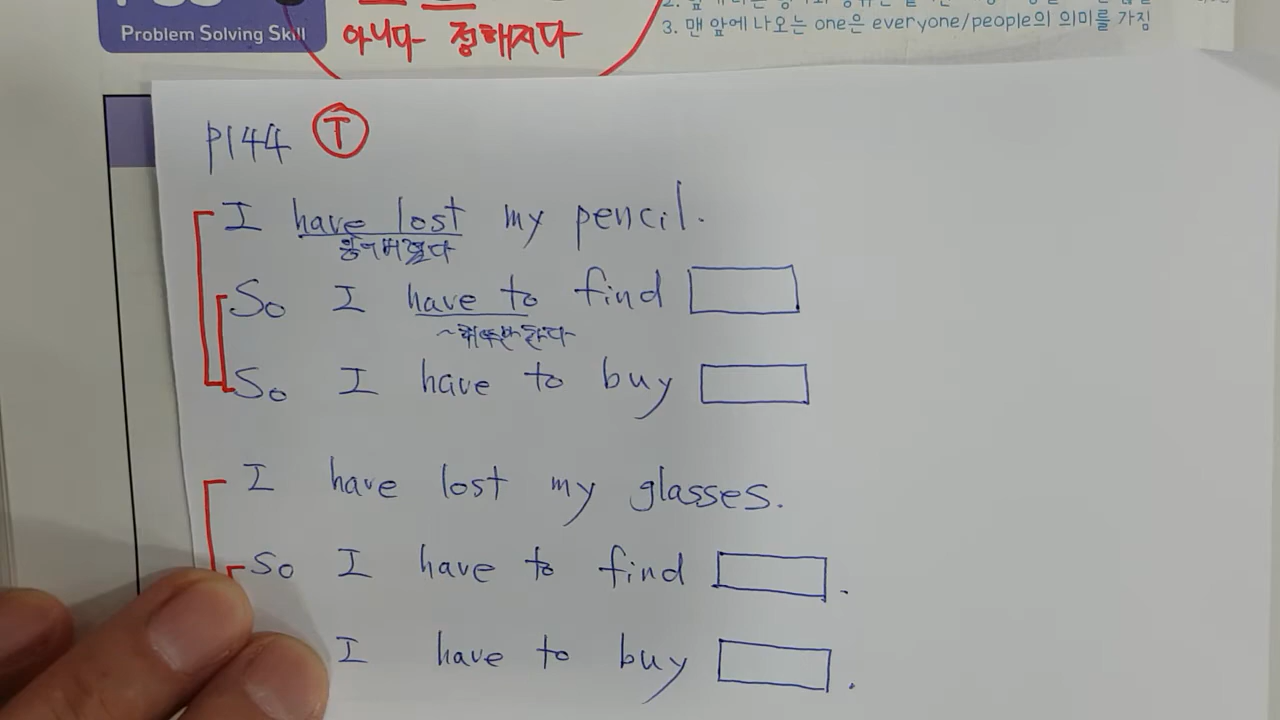 Problem Solving Skill
아니다 정해지다
3. 맨 앞에 나오는 one은 everyone/people의 의미를 가짐
P144 T
I have lost my pencil.
잃어버렸다
So I have to find
~해야만 한다
So I have to buy
I have lost my glasses.
So I have to find .
I have to buy .